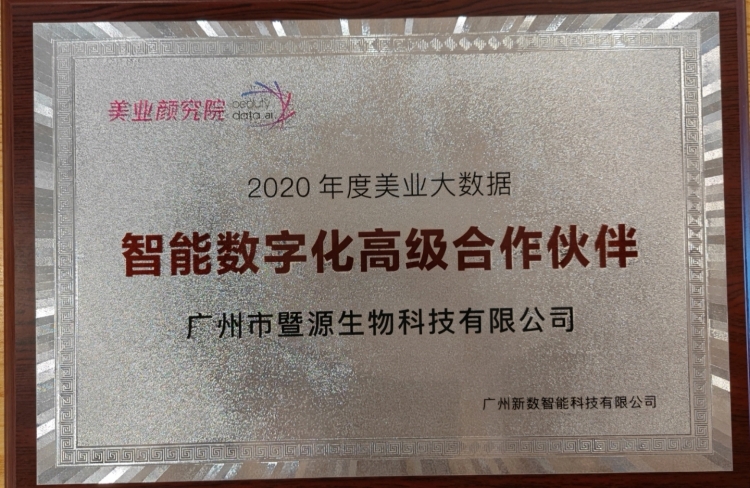 美业颜究院 beauty data ai
2020 年度美业大数据
智能数字化高级合作伙伴
广州市暨源生物科技有限公司
广州新数智能科技有限公司